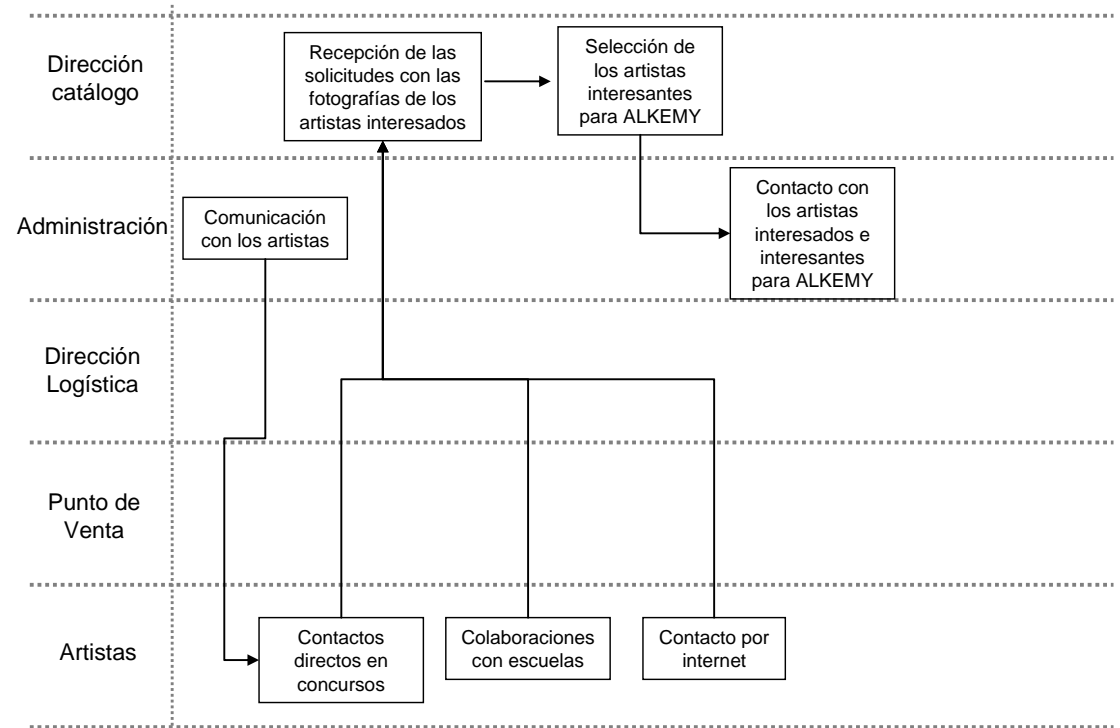 Dirección
catálogo
Recepción de las
solicitudes con las
fotografías de los
artistas interesados
Selección de
los artistas
interesantes
para ALKEMY
Administración
Comunicación
con los artistas
Contacto con
los artistas
interesados e
interesantes
para ALKEMY
Dirección
Logística
Punto de
Venta
Artistas
Contactos
directos en
concursos
Colaboraciones
con escuelas
Contacto por
internet